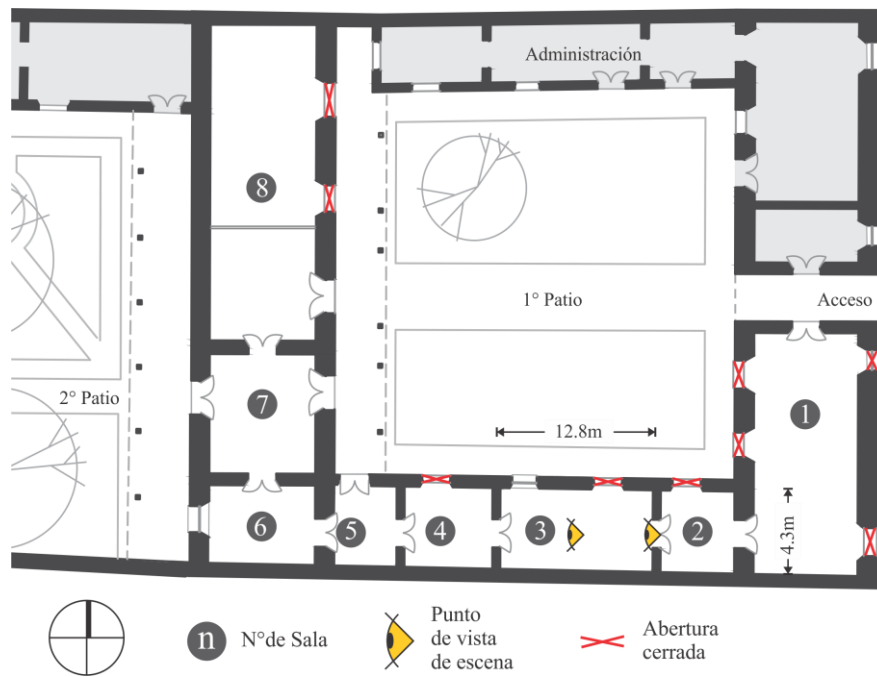 Administración
8
1° Patio
Acceso
2° Patio
7
1
12.8m
6
5
4
3
2
4.3m
n
N°de Sala
Punto
de vista
de escena
Abertura
cerrada